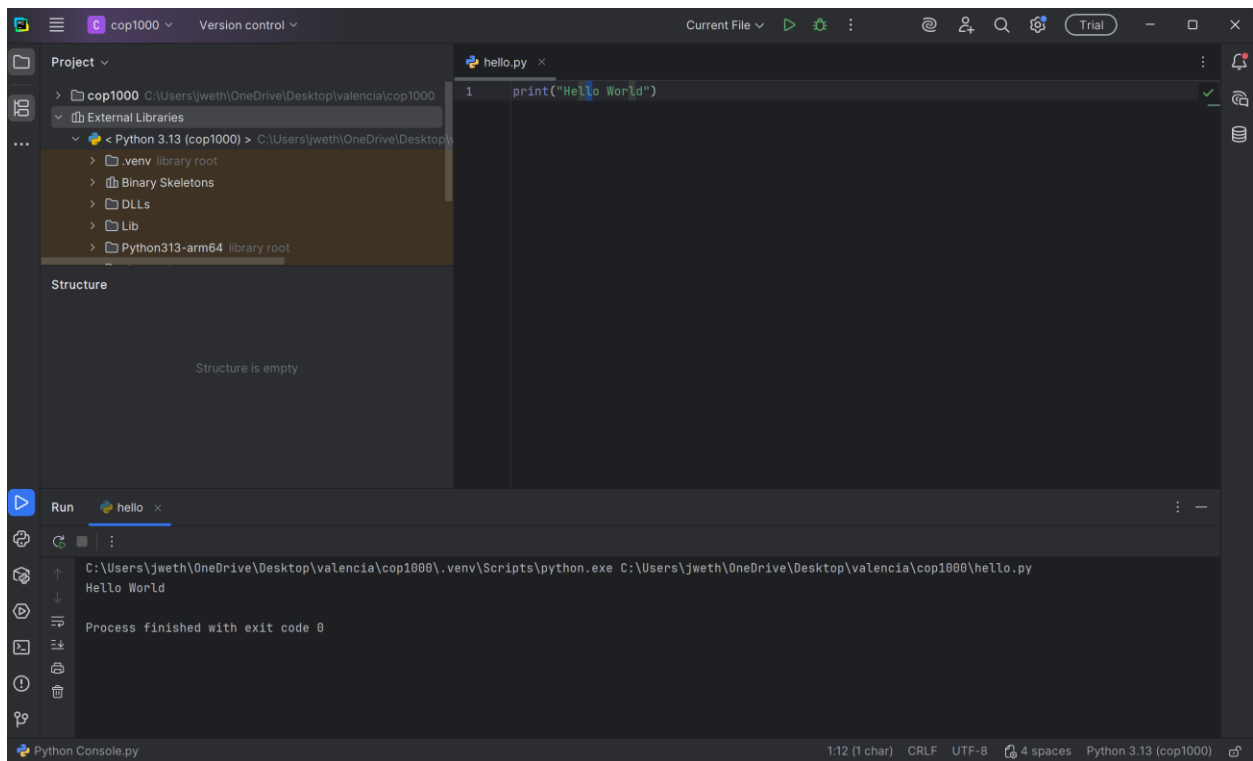 C cop1000 Version control Current File Trial
Project
cop1000 C:\Users\jweth\OneDrive\Desktop\valencia\cop1000
External Libraries
< Python 3.13 (cop1000) > C:\Users\jweth\OneDrive\Desktop\
.venv library root
Binary Skeletons
DLLs
Lib
Python313-arm64 library root
hello.py
1 print("Hello World")
Structure
Structure is empty
Run hello
C:\Users\jweth\OneDrive\Desktop\valencia\cop1000\.venv\Scripts\python.exe C:\Users\jweth\OneDrive\Desktop\valencia\cop1000\hello.py
Hello World
Process finished with exit code 0
Python Console.py 1:12 (1 char) CRLF UTF-8 4 spaces Python 3.13 (cop1000)